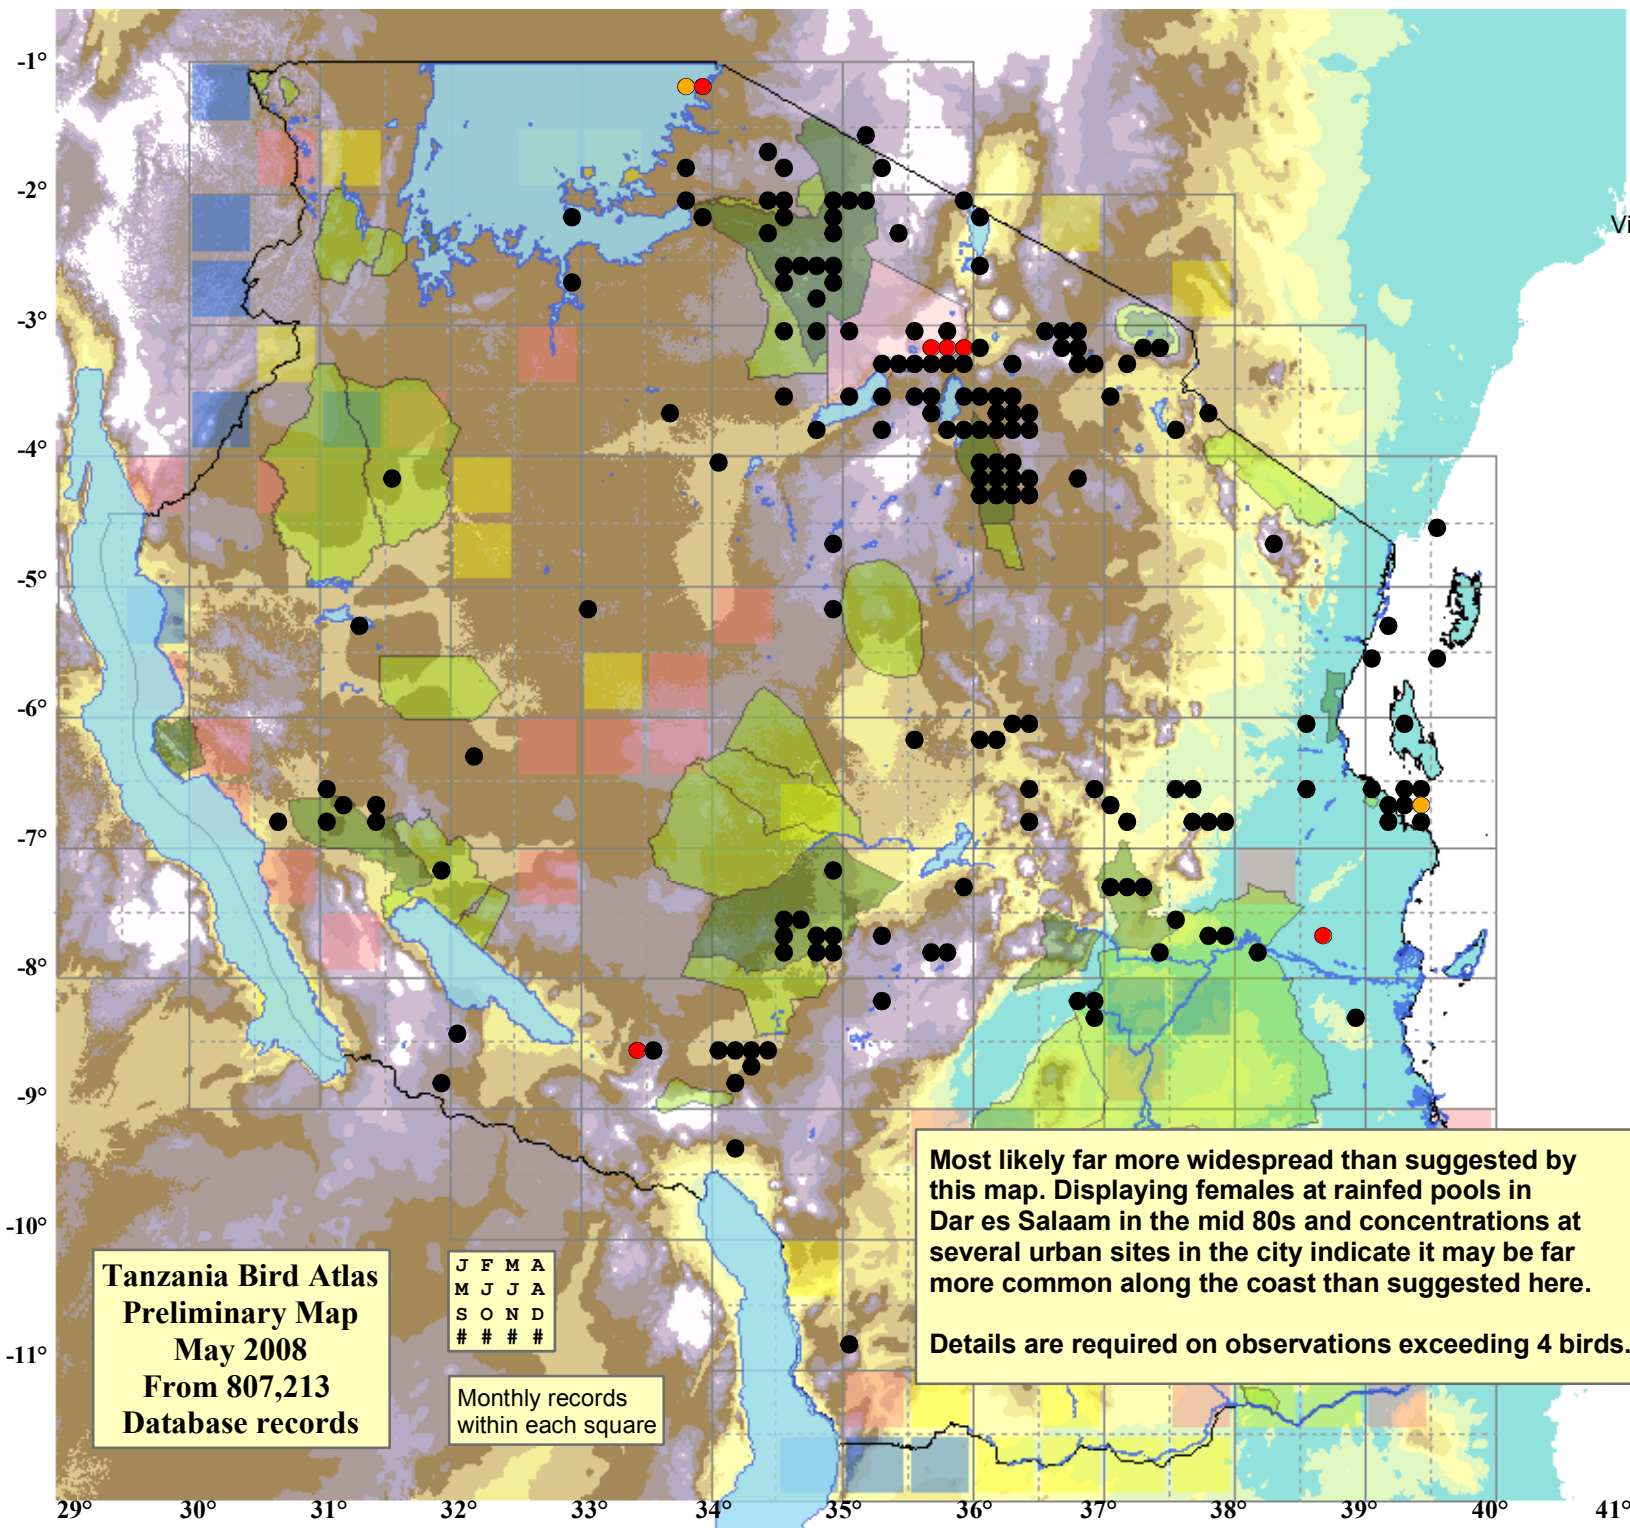 -1°
-2°
Vi
-3°
-4°
-5°
-6°
-7°
-8°
-9°
Most likely far more widespread than suggested by
this map. Displaying females at rainfed pools in
Dar es Salaam in the mid 80s and concentrations at
several urban sites in the city indicate it may be far
more common along the coast than suggested here.
Details are required on observations exceeding 4 birds.
-10°
-11°
Tanzania Bird Atlas
Preliminary Map
May 2008
From 807,213
Database records
J F M A
M J J A
S O N D
# # # #
Monthly records
within each square
29° 30° 31° 32° 33° 34° 35° 36° 37° 38° 39° 40° 41°